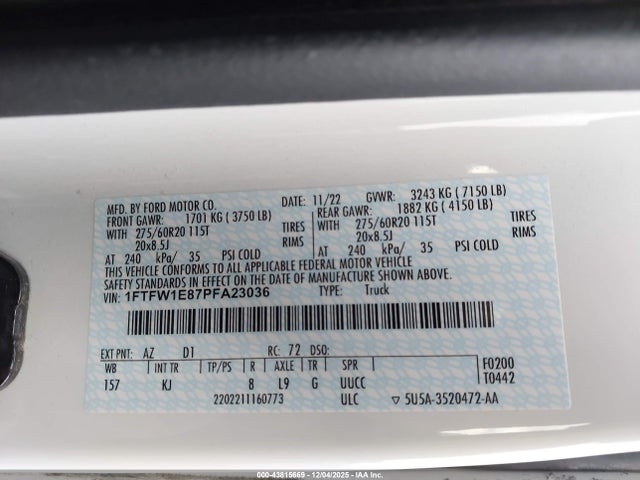 MFD. BY FORD MOTOR CO. DATE: 11/22 GVWR: 3243 KG ( 7150 LB)
FRONT GAWR: 1701 KG ( 3750 LB) REAR GAWR: 1882 KG ( 4150 LB)
WITH 275/60R20 115T TIRES WITH 275/60R20 115T TIRES
20x8.5J RIMS 20x8.5J RIMS
AT 240 kPa/ 35 PSI COLD AT 240 kPa/ 35 PSI COLD
THIS VEHICLE CONFORMS TO ALL APPLICABLE FEDERAL MOTOR VEHICLE
SAFETY STANDARDS IN EFFECT ON THE DATE OF MANUFACTURE SHOWN ABOVE.
VIN: 1FTFW1E87PFA23036 TYPE: Truck
EXT PNT: AZ D1 RC: 72 DSO:
WB INT TR TP/PS R AXLE TR SPR F0200
157 KJ 8 L9 G UUCC T0442
2202211160773 ULC ▽ 5U5A-3520472-AA
© 000-43815669 - 12/04/2025 - IAA Inc.